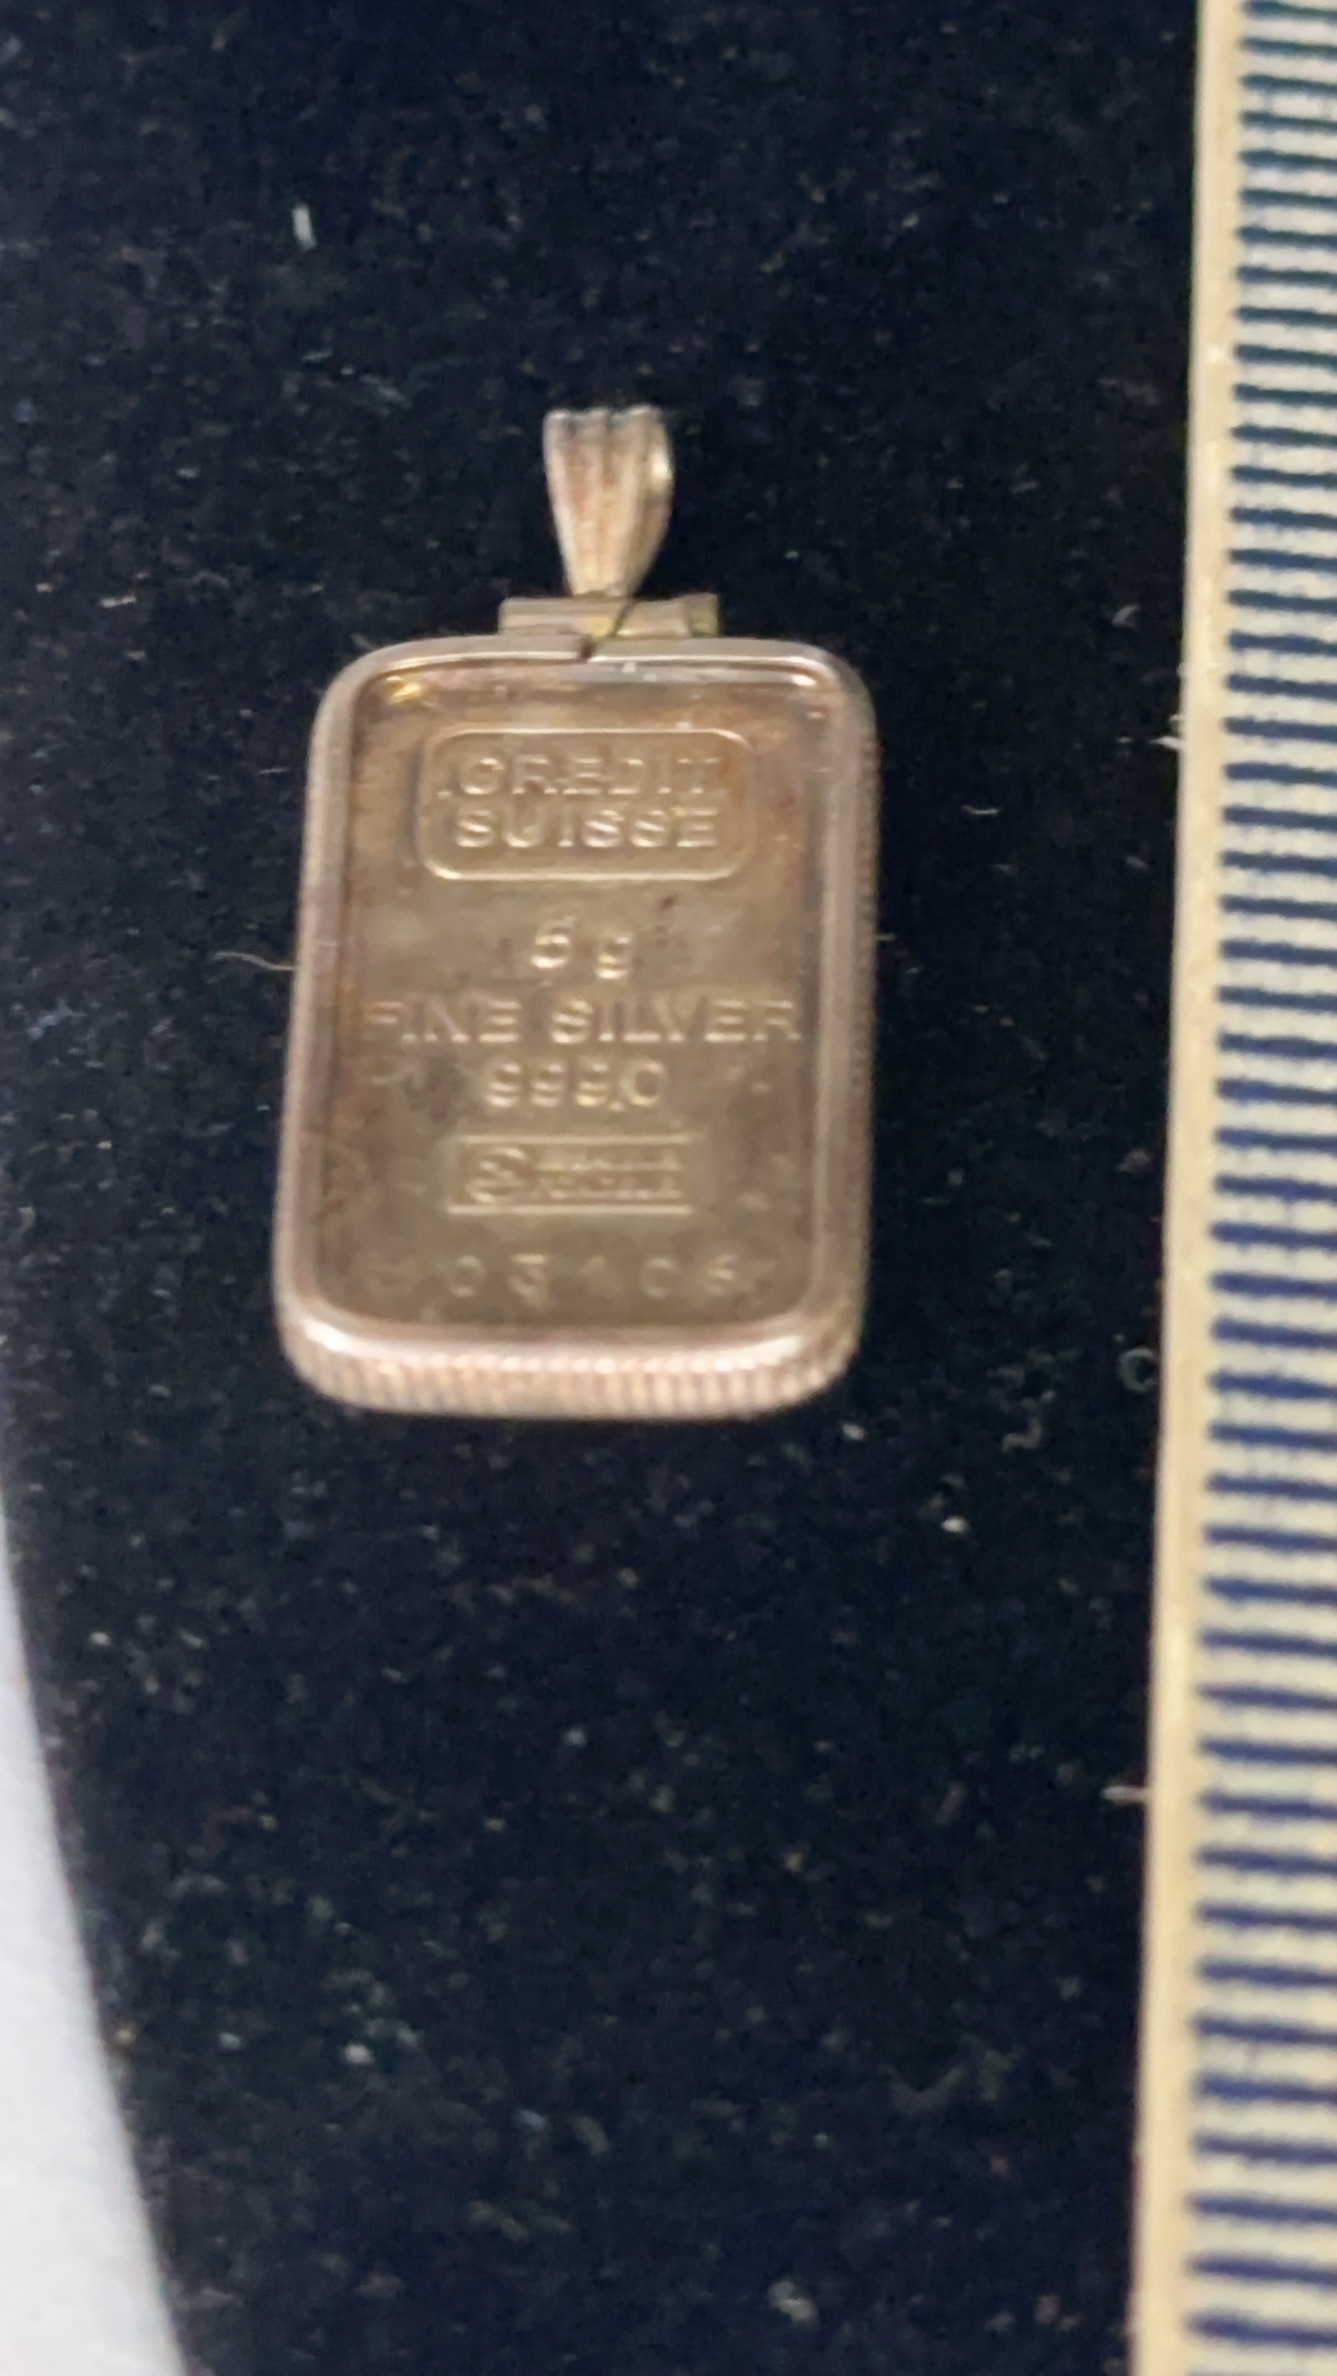 CREDIT
SUISSE
5 g
FINE SILVER
999,0